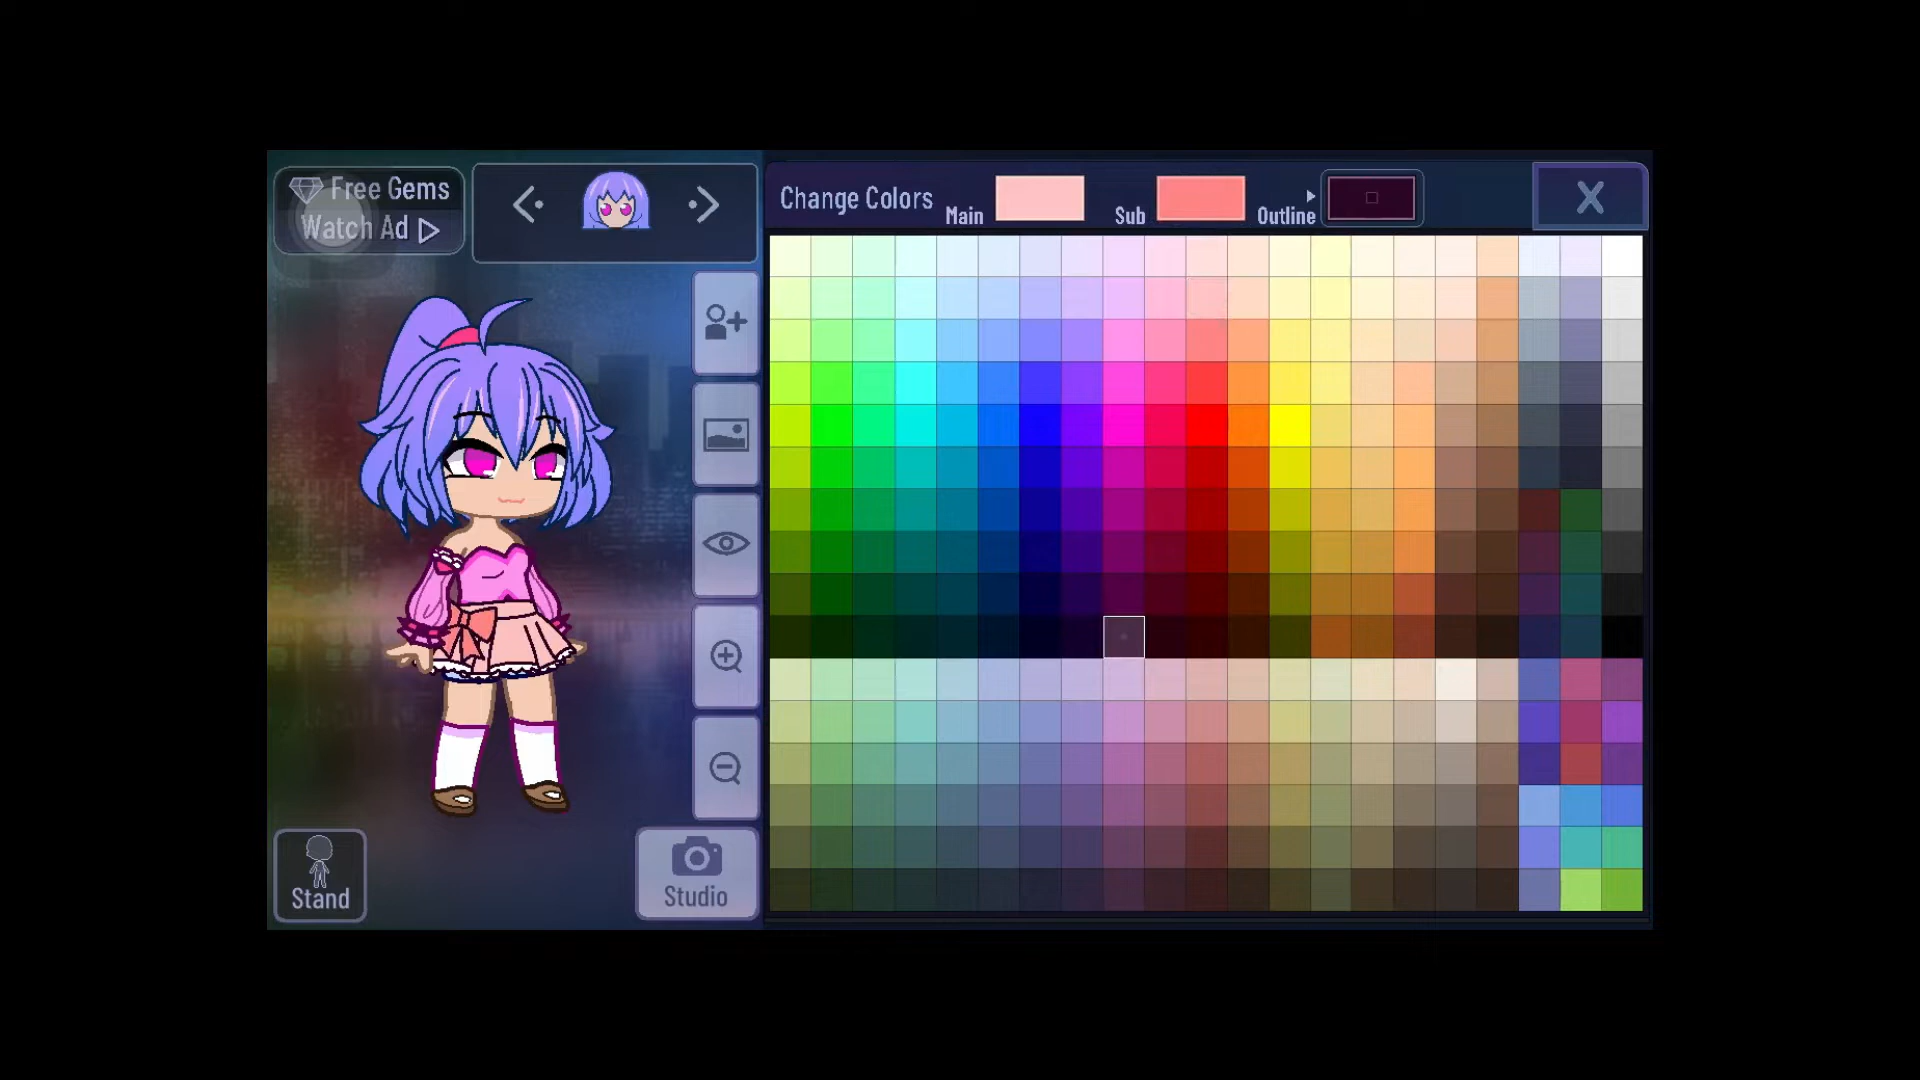 Free Gems
Watch Ad
Change Colors
Main
Sub
Outline
X
Stand
Studio